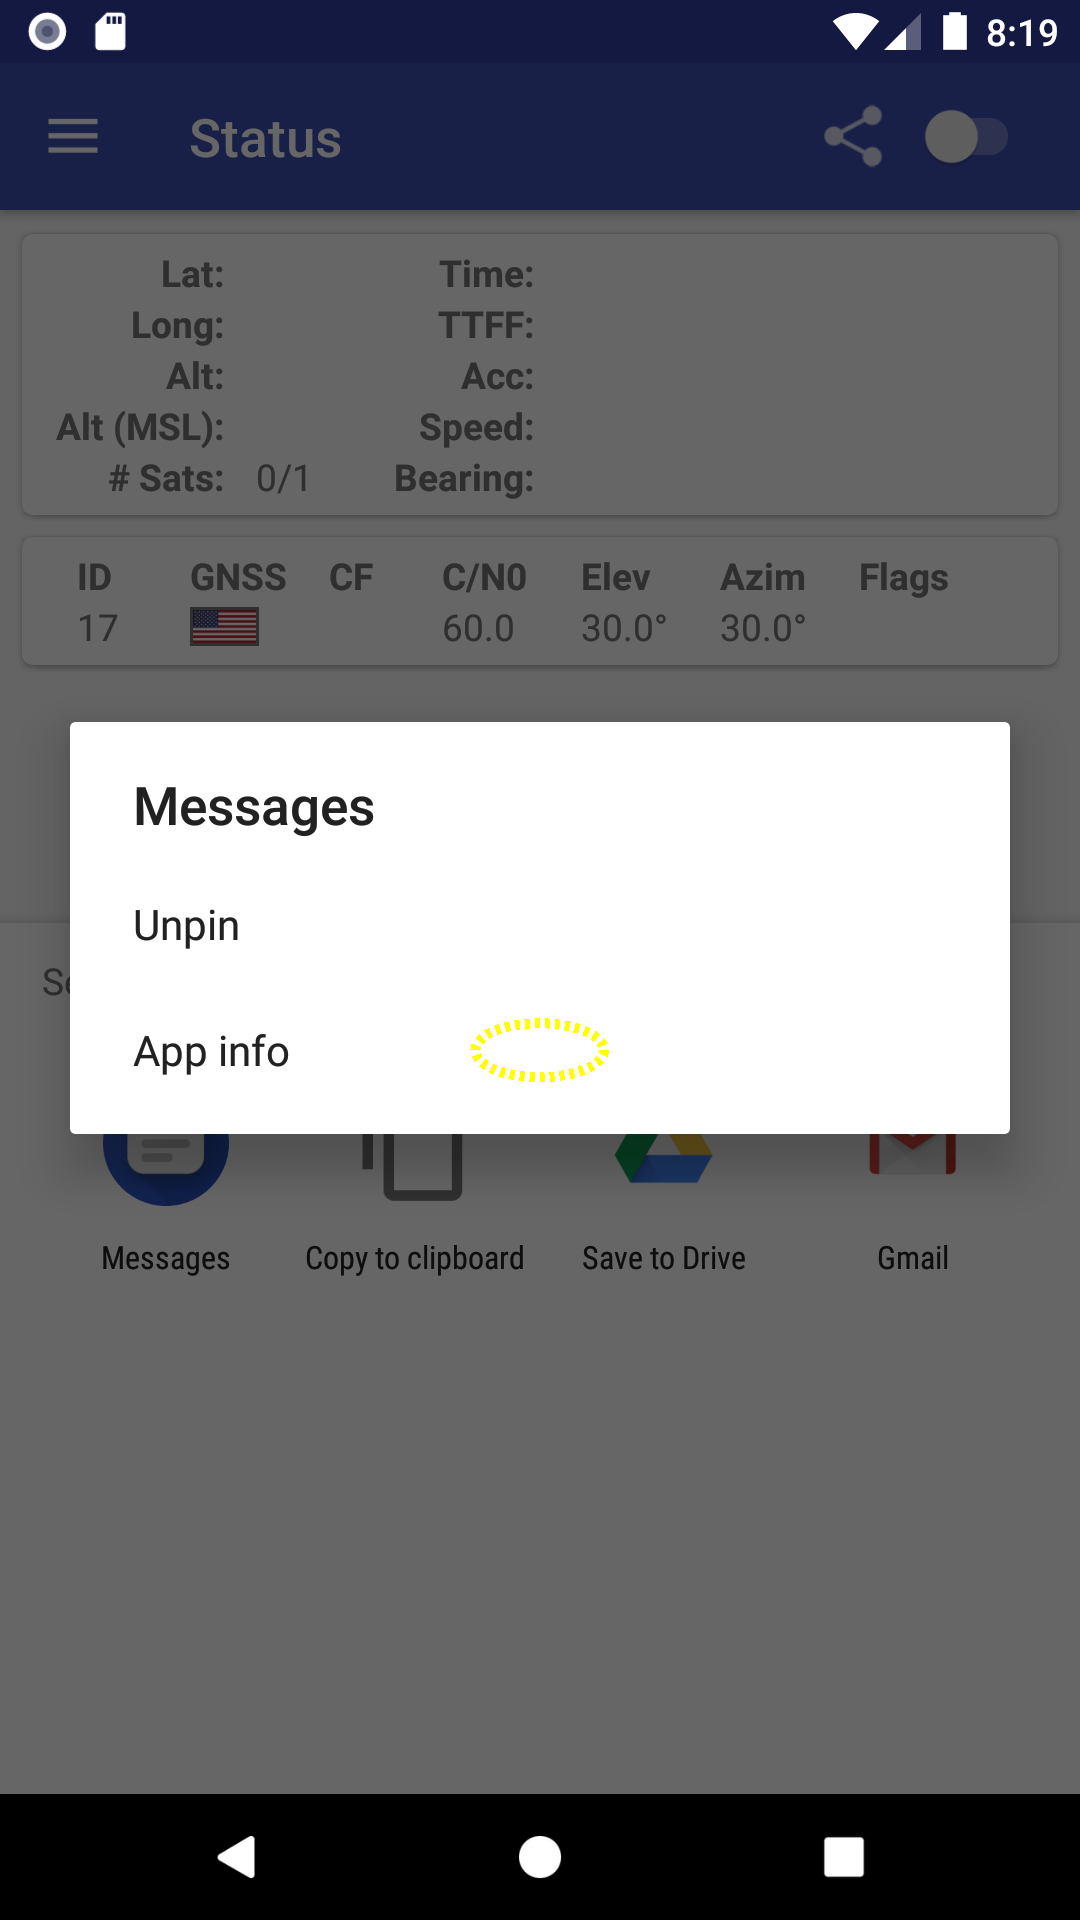 8:19
Status
Lat: Time:
Long: TTFF:
Alt: Acc:
Alt (MSL): Speed:
# Sats: 0/1 Bearing:
ID GNSS CF C/N0 Elev Azim Flags
17 60.0 30.0° 30.0°
Messages
Unpin
App info
Messages Copy to clipboard Save to Drive Gmail